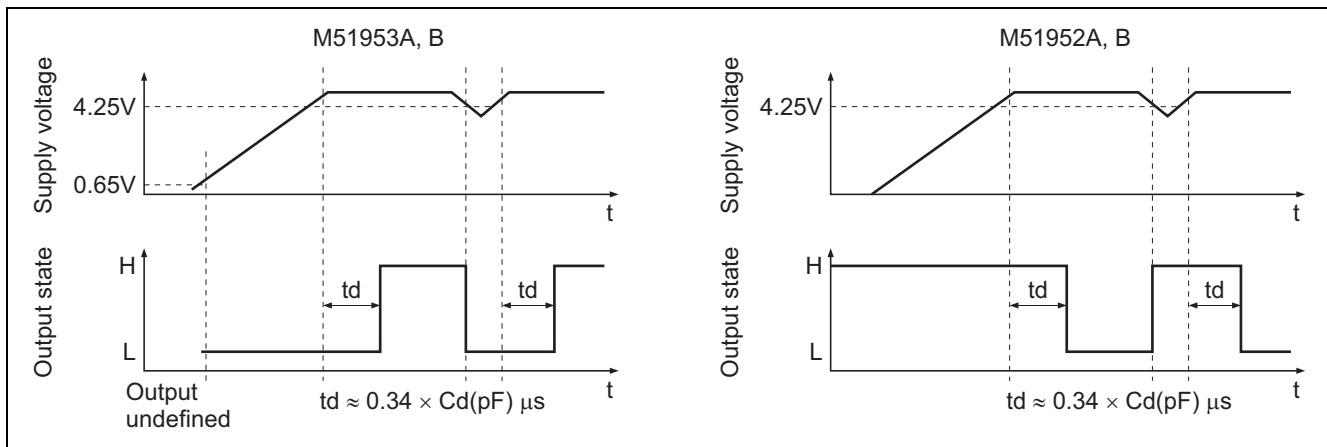 M51953A, B
Supply voltage
4.25V
0.65V
t
Output state
H
L
td
td
t
Output
undefined
td ≈ 0.34 × Cd(pF) μs
M51952A, B
Supply voltage
4.25V
t
Output state
H
L
td
td
t
td ≈ 0.34 × Cd(pF) μs